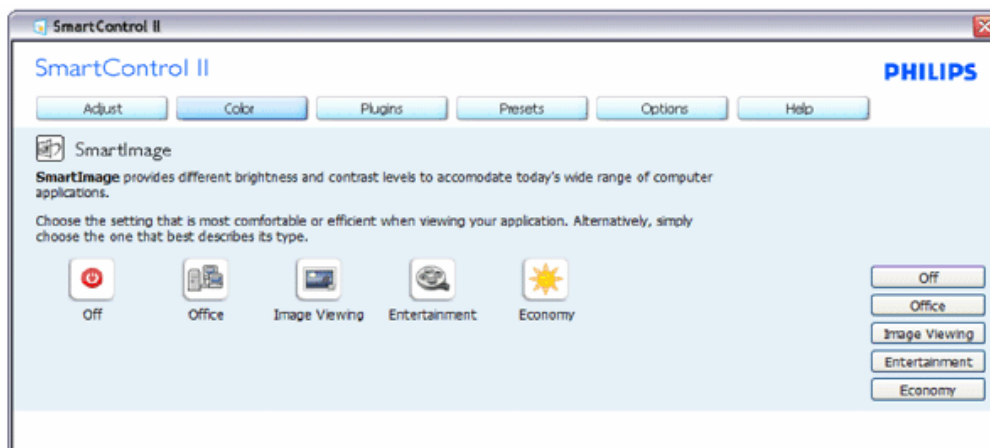 SmartControl II
SmartControl II
PHILIPS
Adjust Color Plugins Presets Options Help
SmartImage
SmartImage provides different brightness and contrast levels to accomodate today's wide range of computer
applications.
Choose the setting that is most comfortable or efficient when viewing your application. Alternatively, simply
choose the one that best describes its type.
Off Office Image Viewing Entertainment Economy
Off
Office
Image Viewing
Entertainment
Economy